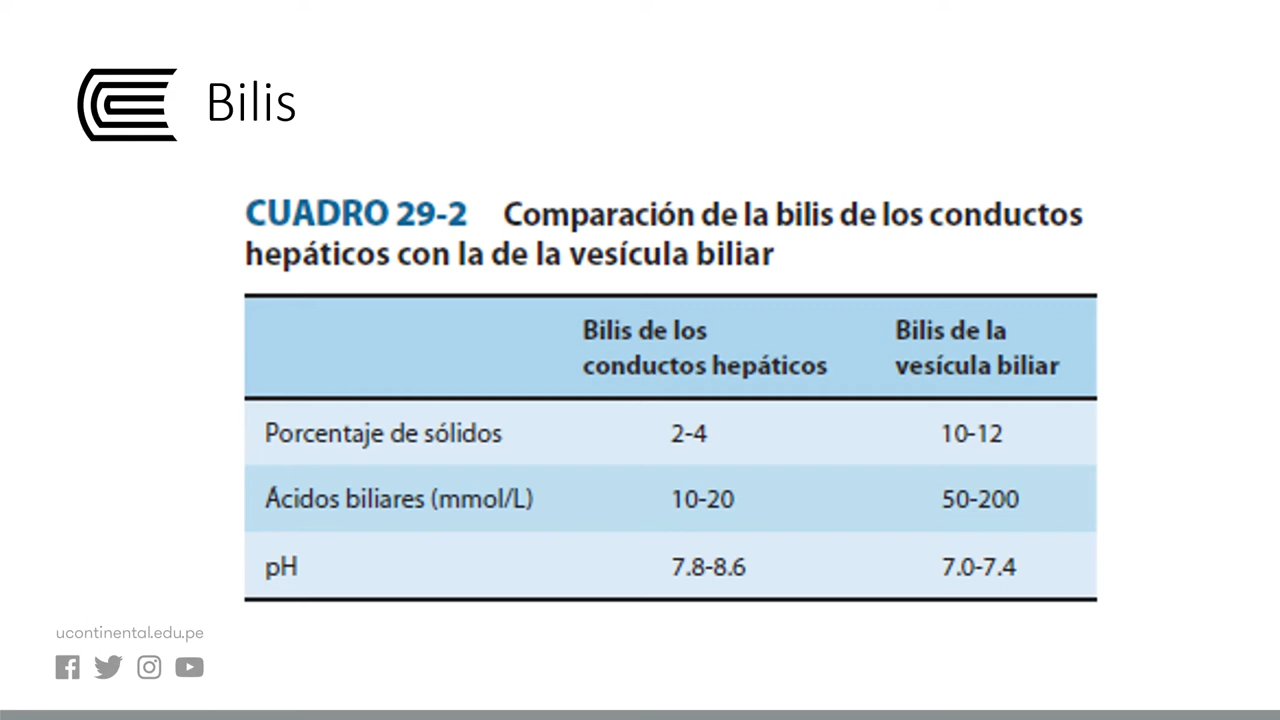 Bilis
CUADRO 29-2 Comparación de la bilis de los conductos
hepáticos con la de la vesícula biliar
Bilis de los conductos hepáticos
Bilis de la vesícula biliar
Porcentaje de sólidos 2-4 10-12
Ácidos biliares (mmol/L) 10-20 50-200
pH 7.8-8.6 7.0-7.4
ucontinental.edu.pe